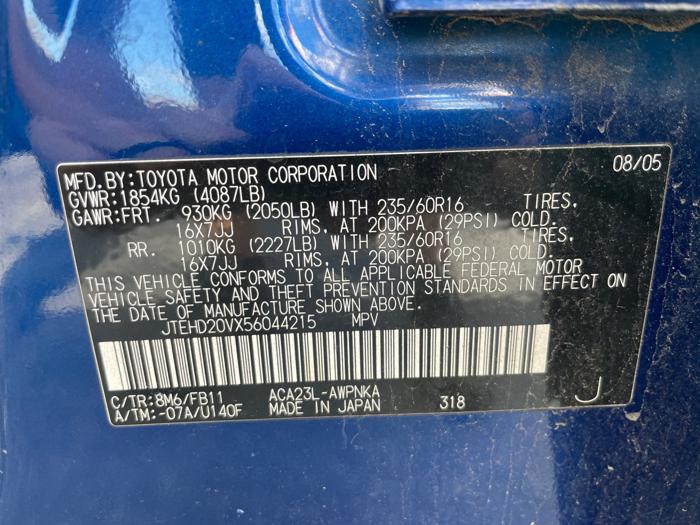 MFD.BY:TOYOTA MOTOR CORPORATION 08/05
GVWR:1854KG (4087LB)
GAWR:FRT. 930KG (2050LB) WITH 235/60R16 TIRES,
16X7JJ RIMS, AT 200KPA (29PSI) COLD.
RR. 1010KG (2227LB) WITH 235/60R16 TIRES,
16X7JJ RIMS, AT 200KPA (29PSI) COLD.
THIS VEHICLE CONFORMS TO ALL APPLICABLE FEDERAL MOTOR
VEHICLE SAFETY AND THEFT PREVENTION STANDARDS IN EFFECT ON
THE DATE OF MANUFACTURE SHOWN ABOVE.
JTEHD20VX56044215 MPV
C/TR:8M6/FB11 ACA23L-AWPNKA
A/TM:-07A/U140F MADE IN JAPAN 318 J